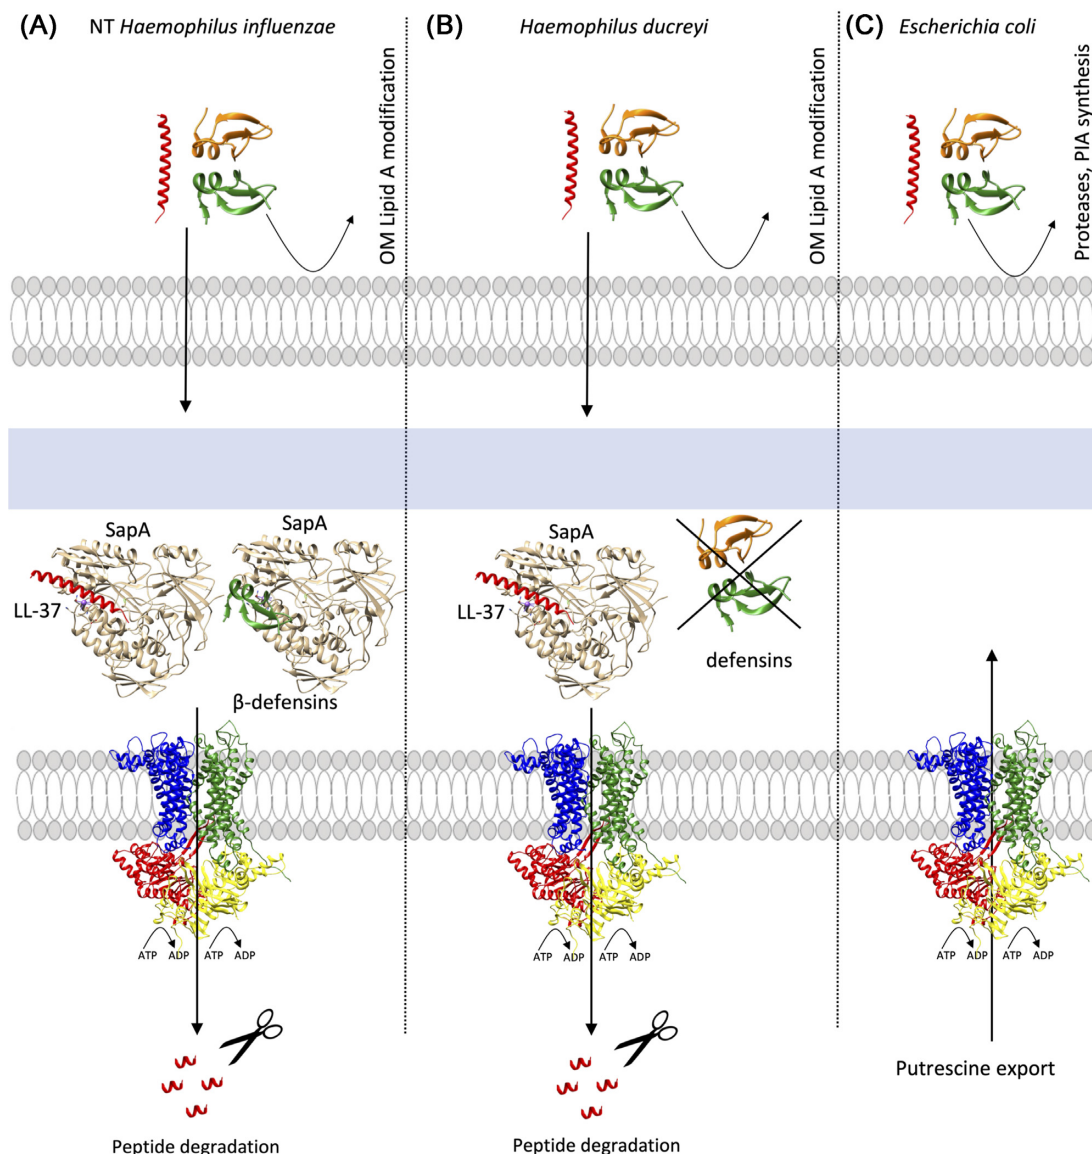 (A) NT Haemophilus influenzae
OM Lipid A modification
SapA
SapA
LL-37
β-defensins
ATP ADP ATP ADP
Peptide degradation
(B) Haemophilus ducreyi
OM Lipid A modification
SapA
LL-37
defensins
ATP ADP ATP ADP
Peptide degradation
(C) Escherichia coli
Proteases, PIA synthesis
ATP ADP ATP ADP
Putrescine export